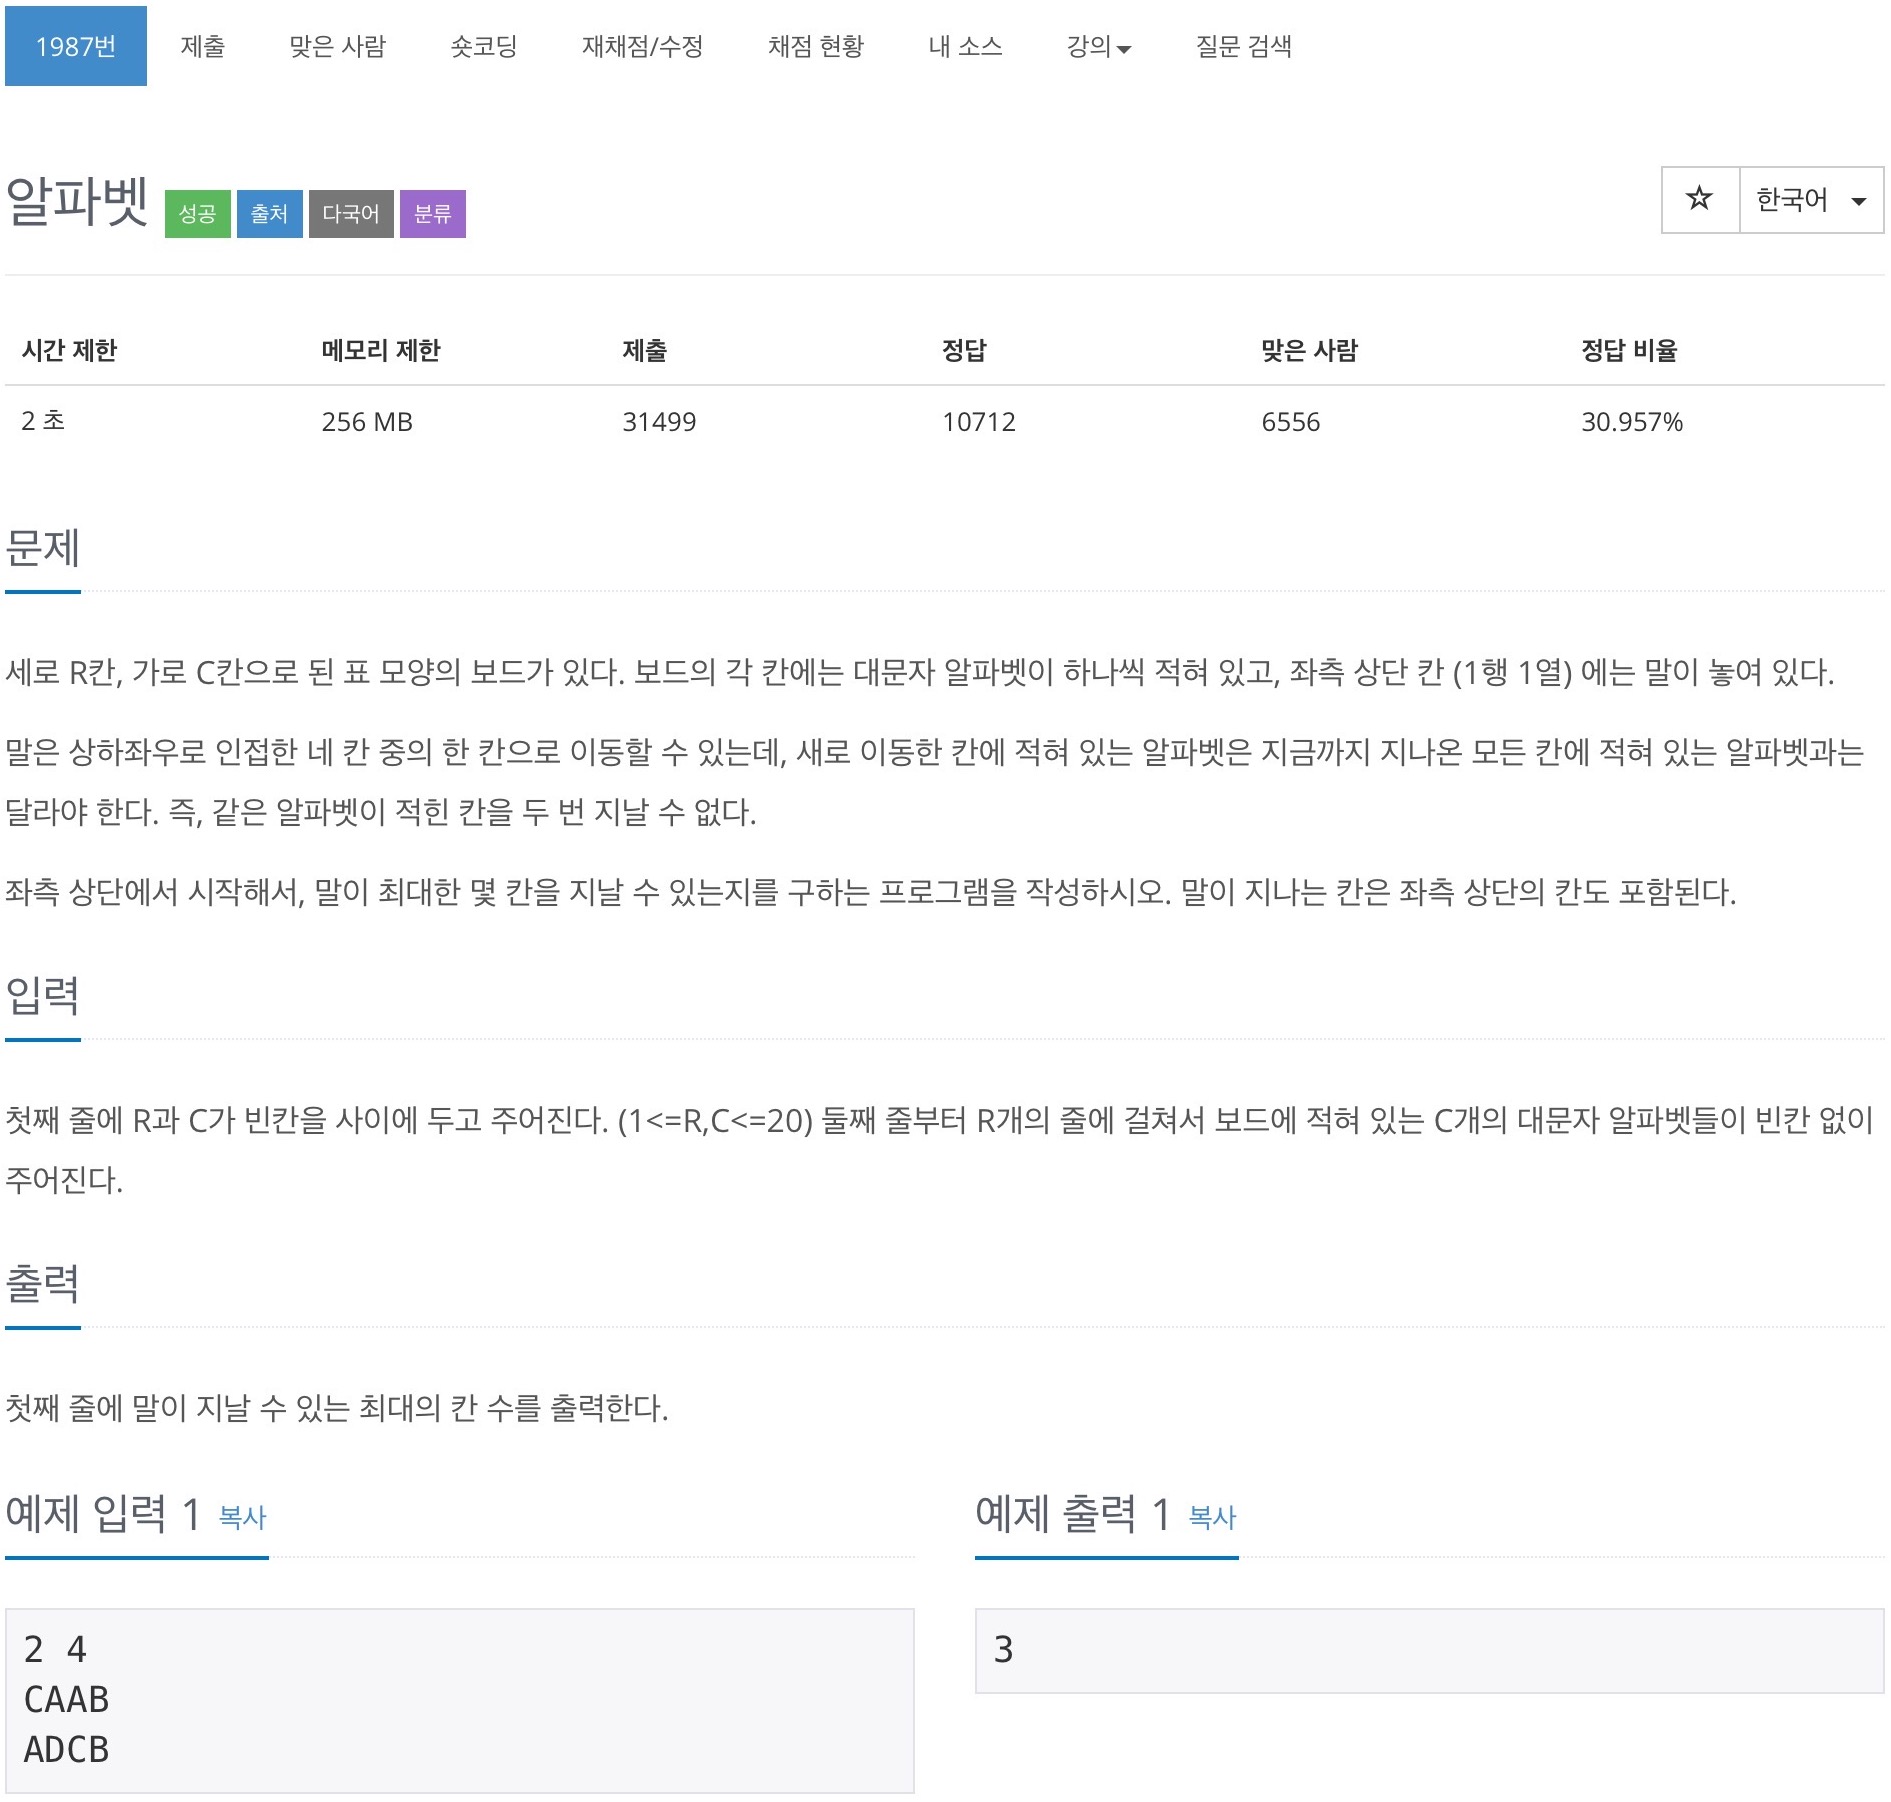 1987번 제출 맞은 사람 숏코딩 재채점/수정 채점 현황 내 소스 강의 질문 검색
알파벳 성공 출처 다국어 분류 한국어
시간 제한 메모리 제한 제출 정답 맞은 사람 정답 비율
2 초 256 MB 31499 10712 6556 30.957%
문제
세로 R칸, 가로 C칸으로 된 표 모양의 보드가 있다. 보드의 각 칸에는 대문자 알파벳이 하나씩 적혀 있고, 좌측 상단 칸 (1행 1열) 에는 말이 놓여 있다.
말은 상하좌우로 인접한 네 칸 중의 한 칸으로 이동할 수 있는데, 새로 이동한 칸에 적혀 있는 알파벳은 지금까지 지나온 모든 칸에 적혀 있는 알파벳과는
달라야 한다. 즉, 같은 알파벳이 적힌 칸을 두 번 지날 수 없다.
좌측 상단에서 시작해서, 말이 최대한 몇 칸을 지날 수 있는지를 구하는 프로그램을 작성하시오. 말이 지나는 칸은 좌측 상단의 칸도 포함된다.
입력
첫째 줄에 R과 C가 빈칸을 사이에 두고 주어진다. (1<=R,C<=20) 둘째 줄부터 R개의 줄에 걸쳐서 보드에 적혀 있는 C개의 대문자 알파벳들이 빈칸 없이
주어진다.
출력
첫째 줄에 말이 지날 수 있는 최대의 칸 수를 출력한다.
예제 입력 1 복사
2 4
CAAB
ADCB
예제 출력 1 복사
3